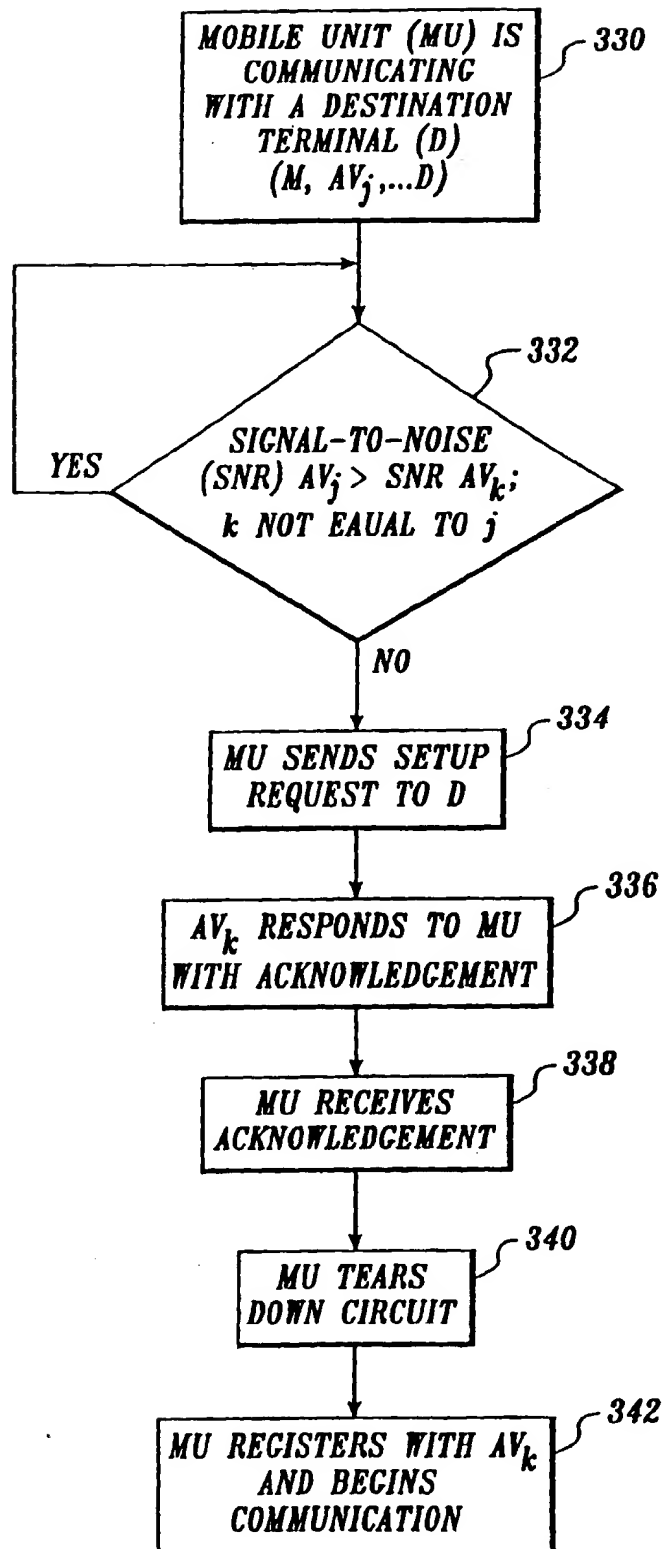 MOBILE UNIT (MU) IS
COMMUNICATING
WITH A DESTINATION
TERMINAL (D)
(M, AVj,...D)
330
332
SIGNAL-TO-NOISE
(SNR) AVj > SNR AVk;
k NOT EAUAL TO j
YES
NO
334
MU SENDS SETUP
REQUEST TO D
336
AVk RESPONDS TO MU
WITH ACKNOWLEDGEMENT
338
MU RECEIVES
ACKNOWLEDGEMENT
340
MU TEARS
DOWN CIRCUIT
342
MU REGISTERS WITH AVk
AND BEGINS
COMMUNICATION